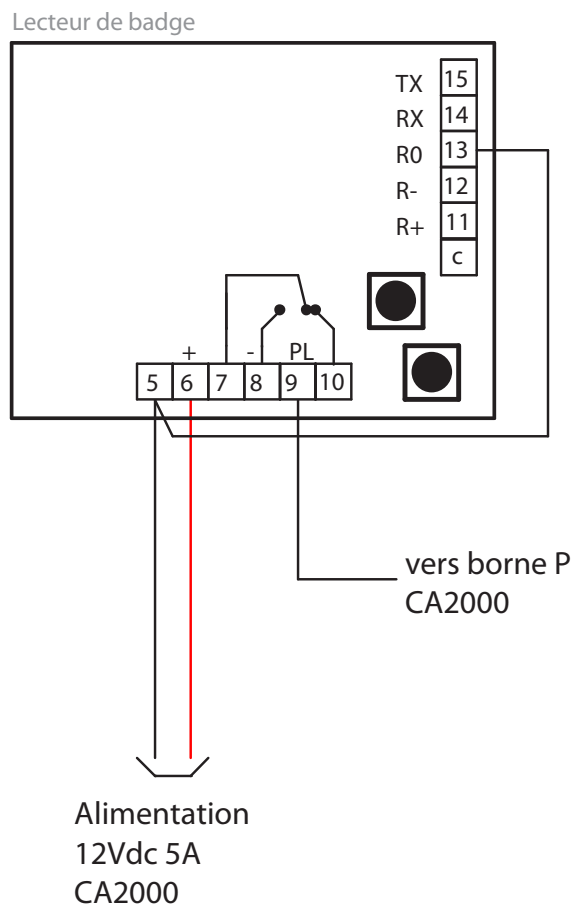 Lecteur de badge
TX 15
RX 14
R0 13
R- 12
R+ 11
c
+ - PL
5 6 7 8 9 10
vers borne P
CA2000
Alimentation
12Vdc 5A
CA2000